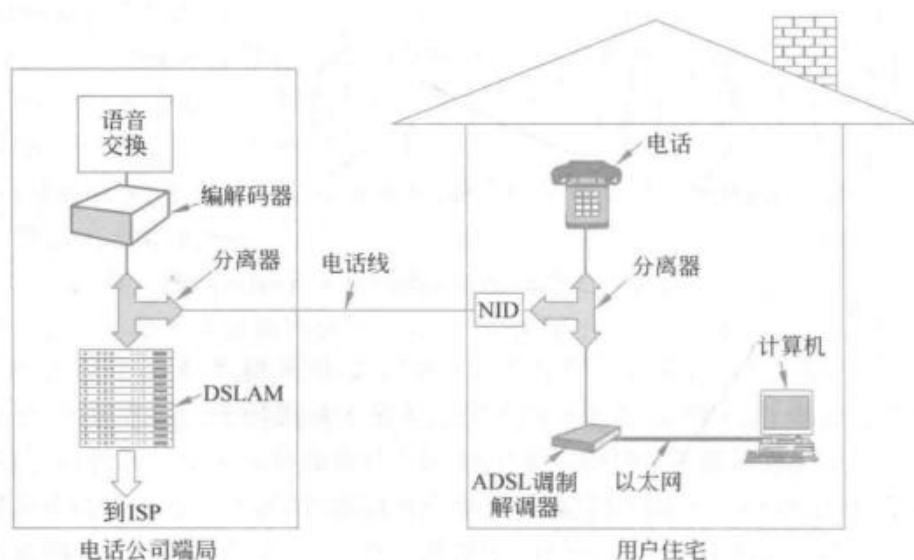 语音
交换
编解码器
分离器
DSLAM
到ISP
电话公司端局
电话线
NID
电话
分离器
计算机
ADSL调制
解调器
以太网
用户住宅